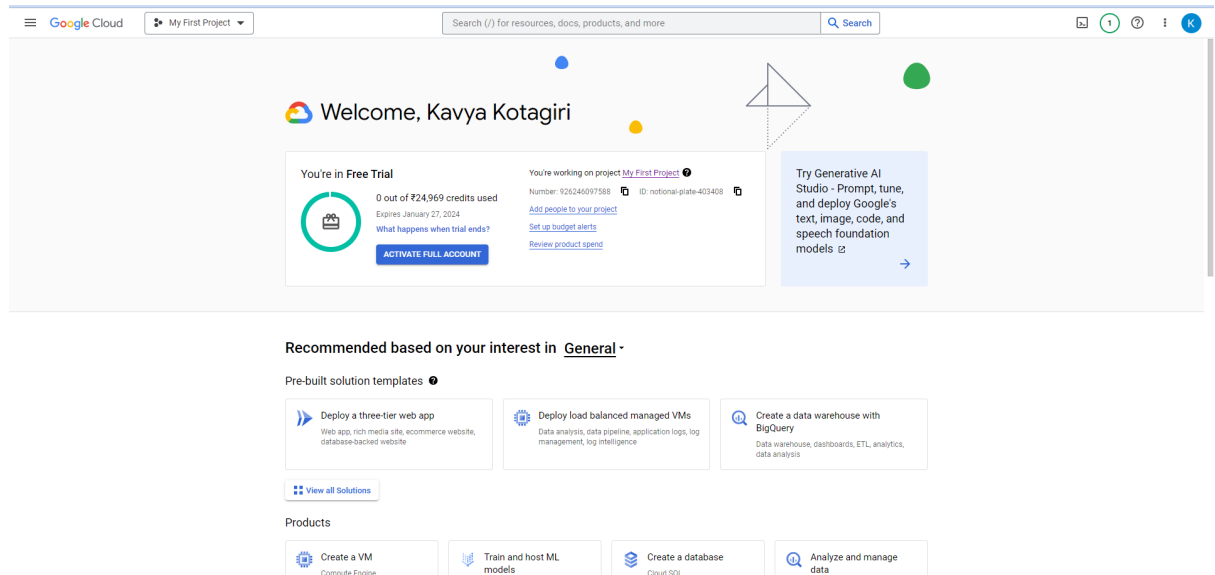 Google Cloud
My First Project
Search (/) for resources, docs, products, and more
Search
1
K
Welcome, Kavya Kotagiri
You're in Free Trial
0 out of ₹24,969 credits used
Expires January 27, 2024
What happens when trial ends?
ACTIVATE FULL ACCOUNT
You're working on project My First Project
Number: 926246097588 ID: notional-plate-403408
Add people to your project
Set up budget alerts
Review product spend
Try Generative AI
Studio - Prompt, tune,
and deploy Google's
text, image, code, and
speech foundation
models
Recommended based on your interest in General
Pre-built solution templates
Deploy a three-tier web app
Web app, rich media site, ecommerce website,
database-backed website
Deploy load balanced managed VMs
Data analysis, data pipeline, application logs, log
management, log intelligence
Create a data warehouse with
BigQuery
Data warehouse, dashboards, ETL, analytics,
data analysis
View all Solutions
Products
Create a VM
Compute Engine
Train and host ML
models
Create a database
Cloud SQL
Analyze and manage
data